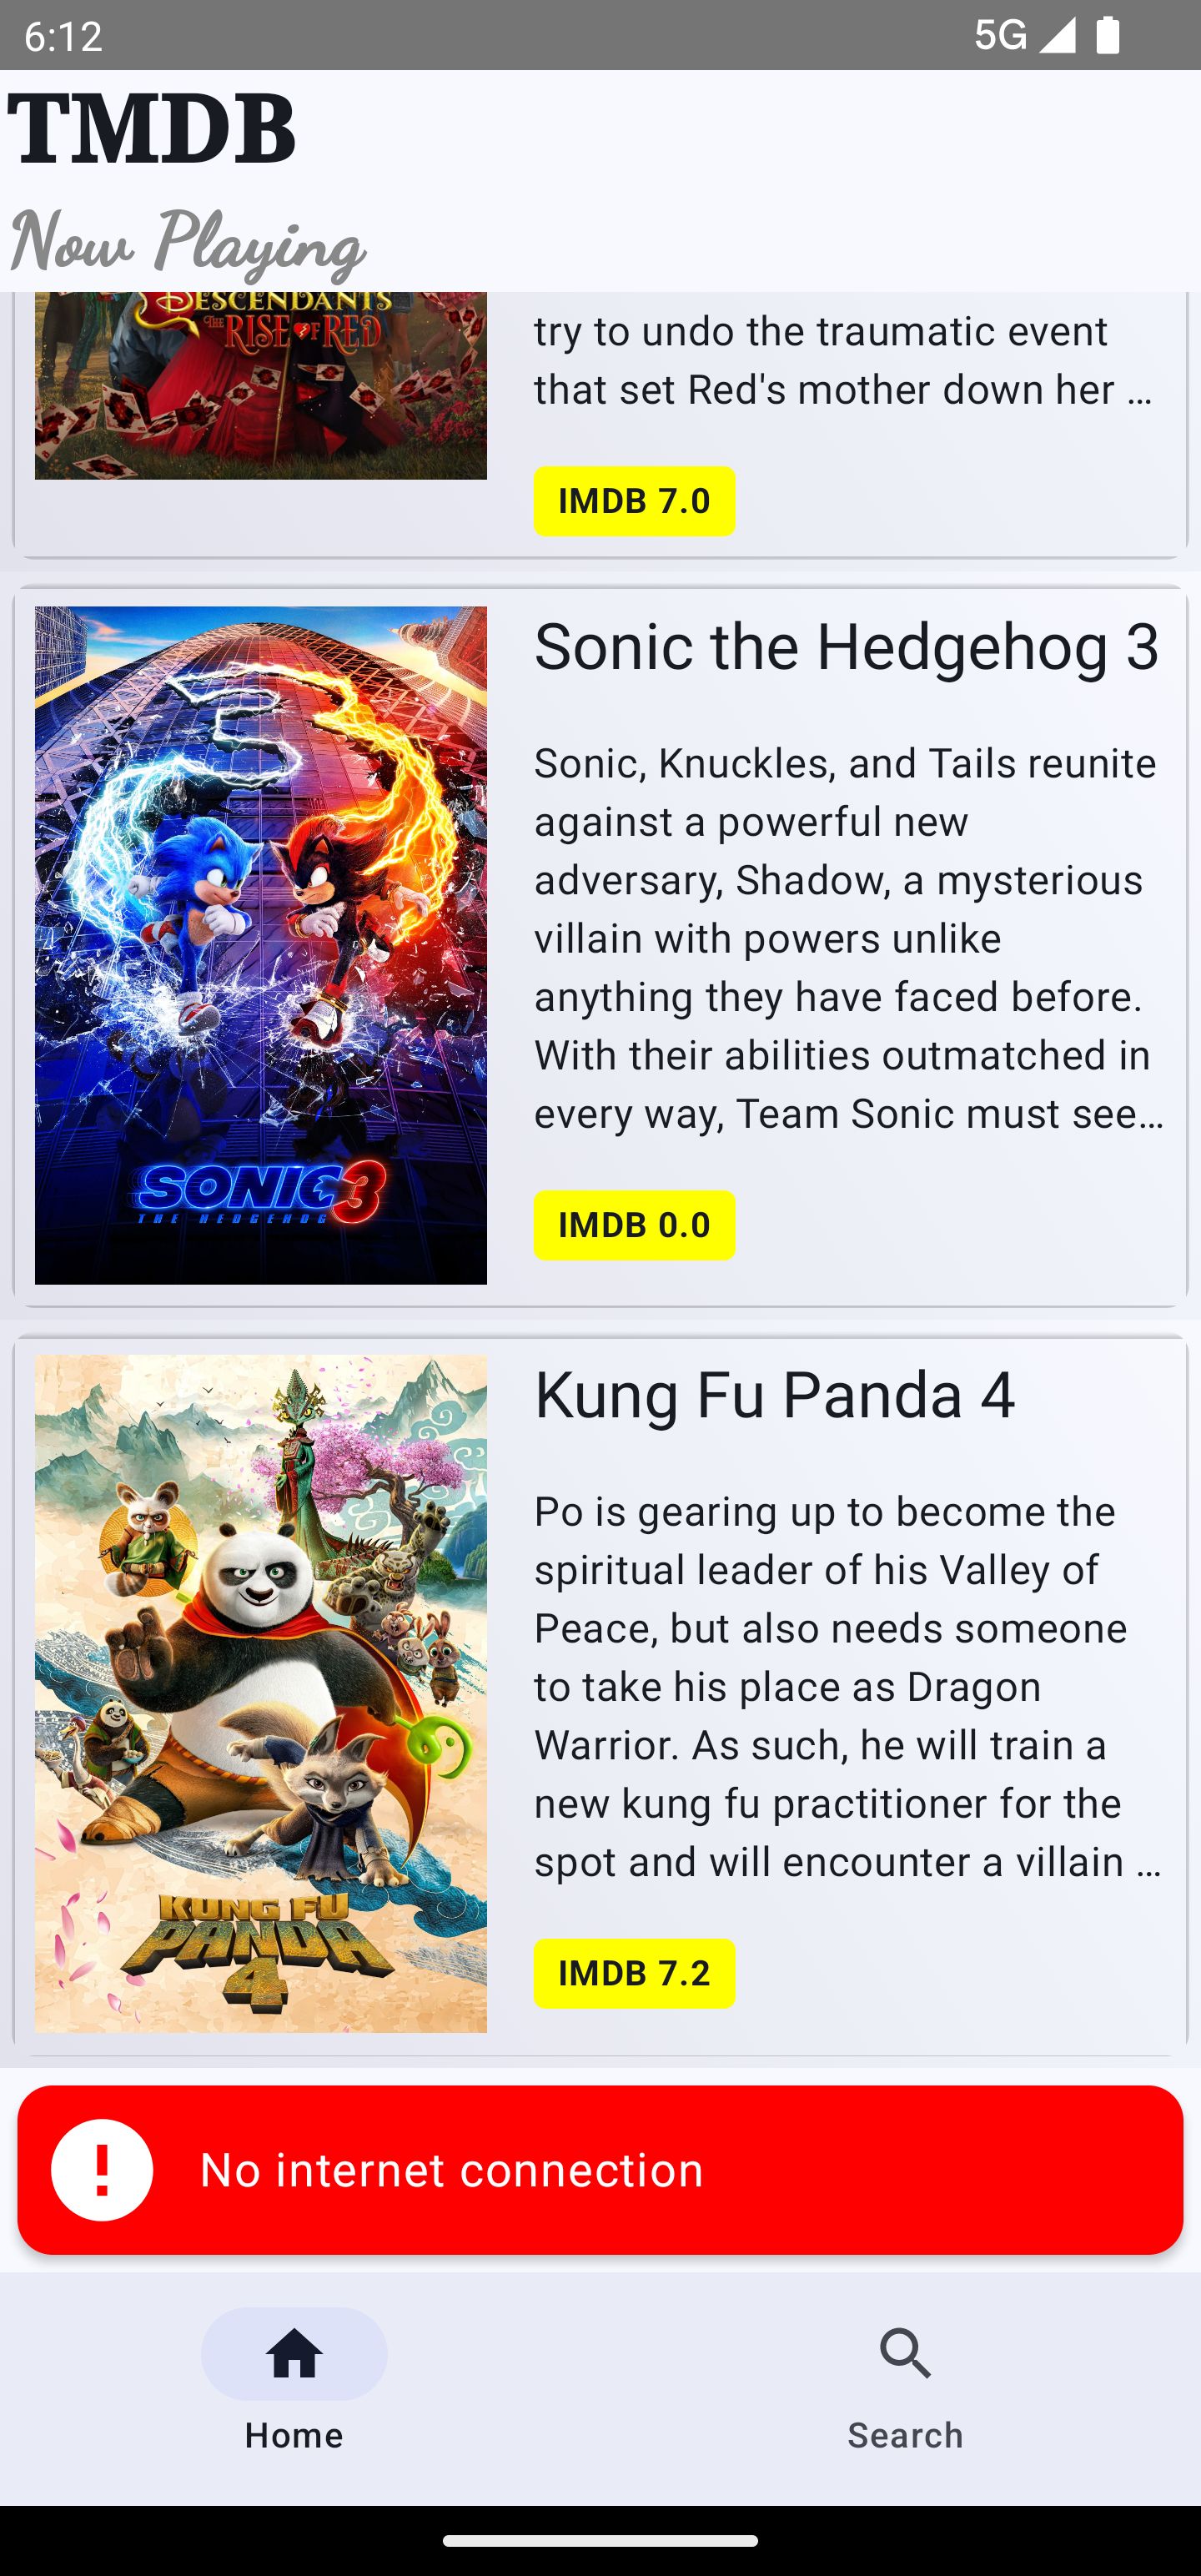 6:12
5G
TMDB
Now Playing
DESCENDANTS
THE RISE OF RED
try to undo the traumatic event
that set Red's mother down her …
IMDB 7.0
Sonic the Hedgehog 3
Sonic, Knuckles, and Tails reunite
against a powerful new
adversary, Shadow, a mysterious
villain with powers unlike
anything they have faced before.
With their abilities outmatched in
every way, Team Sonic must see…
SONIC 3
THE HEDGEHOG
IMDB 0.0
Kung Fu Panda 4
Po is gearing up to become the
spiritual leader of his Valley of
Peace, but also needs someone
to take his place as Dragon
Warrior. As such, he will train a
new kung fu practitioner for the
spot and will encounter a villain …
KUNG FU
PANDA
4
IMDB 7.2
! No internet connection
Home
Search